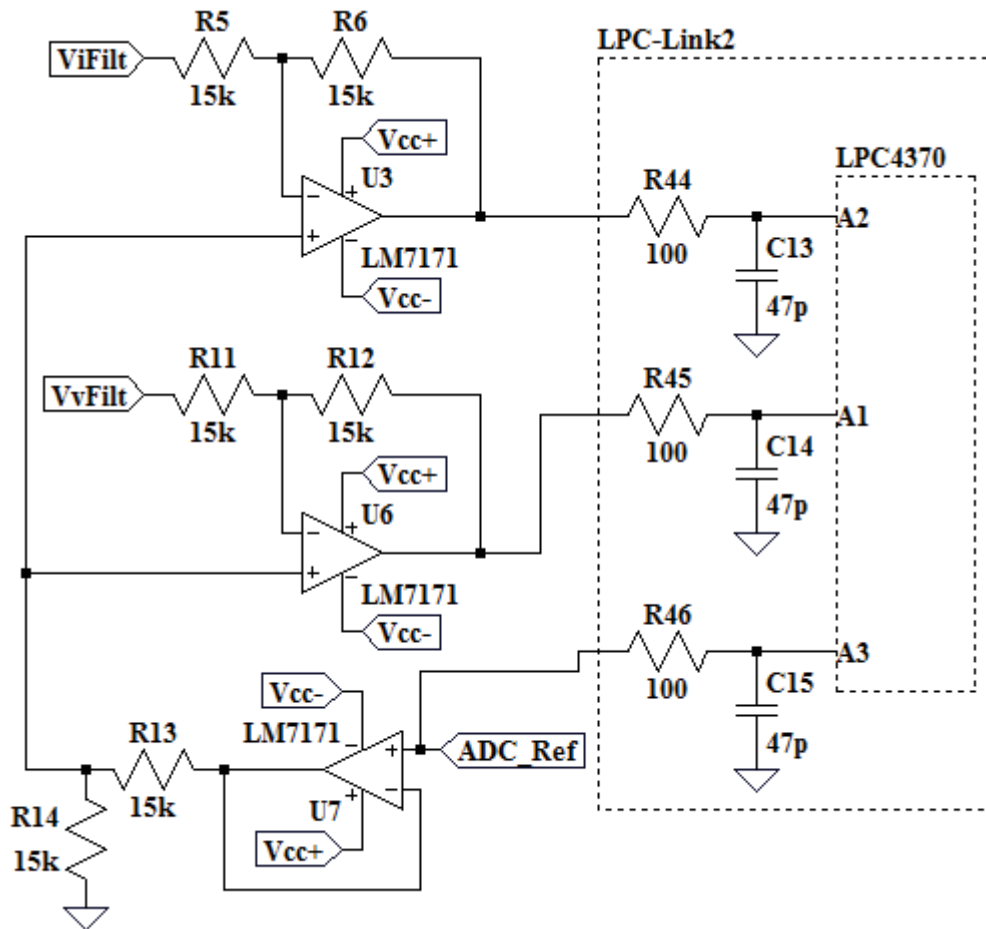 R5
R6
LPC-Link2
ViFilt
15k
15k
Vcc+
LPC4370
U3
+
−
R44
A2
+
−
LM7171
100
C13
Vcc-
47p
R11
R12
R45
VvFilt
A1
15k
15k
100
C14
Vcc+
U6
+
47p
−
+
−
LM7171
Vcc-
R46
A3
Vcc-
C15
R13
LM7171
−
+
ADC_Ref
100
47p
−
R14
15k
U7
+
15k
Vcc+